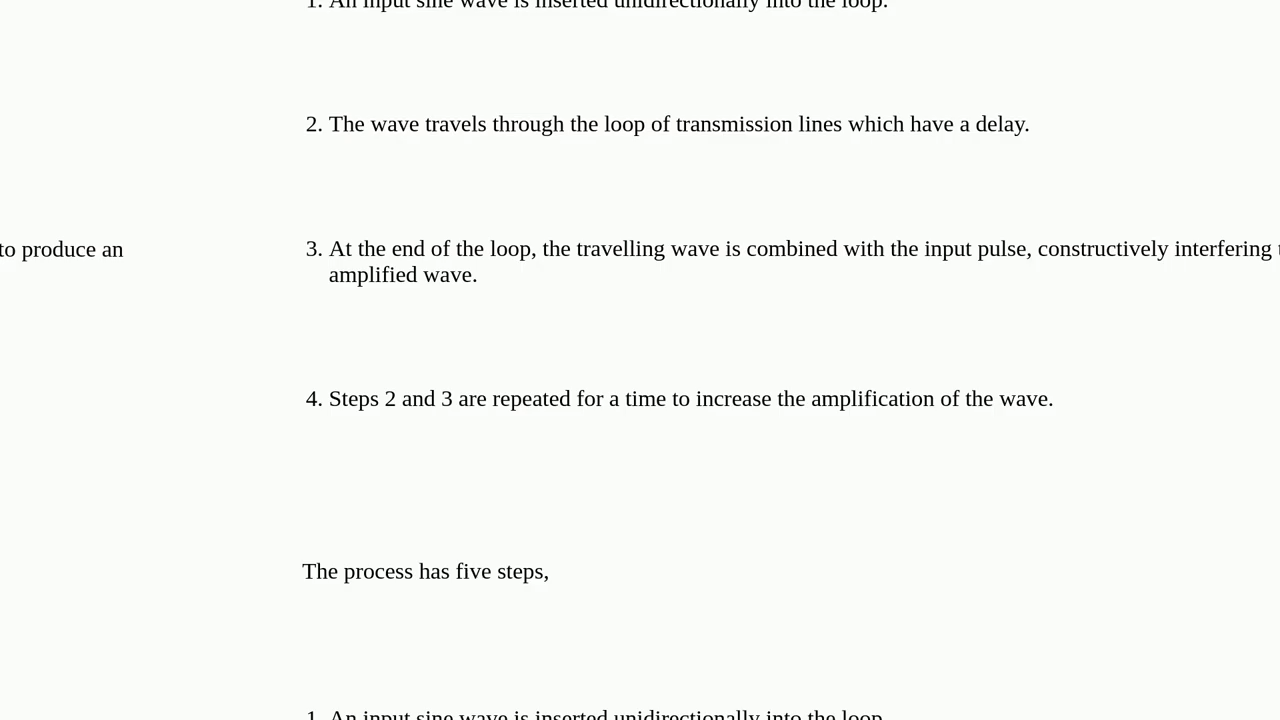 1. An input sine wave is inserted unidirectionally into the loop.
2. The wave travels through the loop of transmission lines which have a delay.
to produce an
3. At the end of the loop, the travelling wave is combined with the input pulse, constructively interfering
amplified wave.
4. Steps 2 and 3 are repeated for a time to increase the amplification of the wave.
The process has five steps,
1. An input sine wave is inserted unidirectionally into the loop.